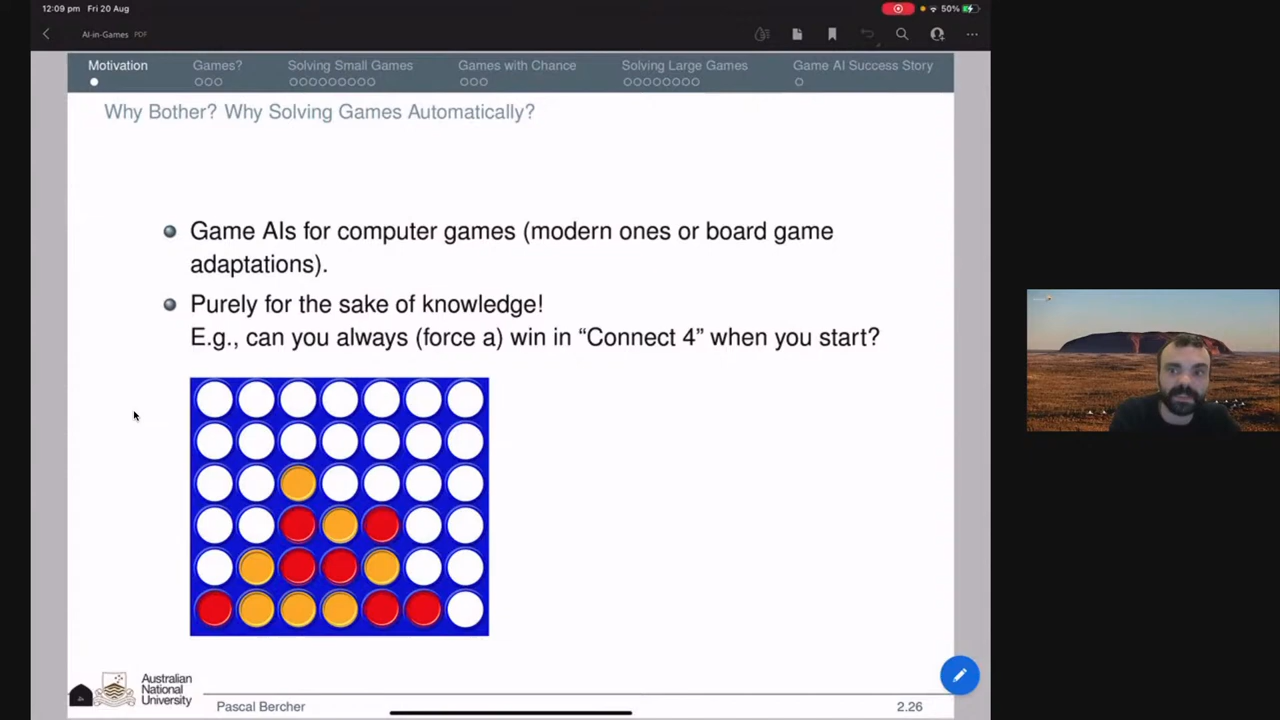 12:09 pm Fri 20 Aug
50%
AI-in-Games PDF
Motivation Games? Solving Small Games Games with Chance Solving Large Games Game AI Success Story
Why Bother? Why Solving Games Automatically?
Game AIs for computer games (modern ones or board game
adaptations).
Purely for the sake of knowledge!
E.g., can you always (force a) win in “Connect 4” when you start?
Australian
National
University
Pascal Bercher
2.26